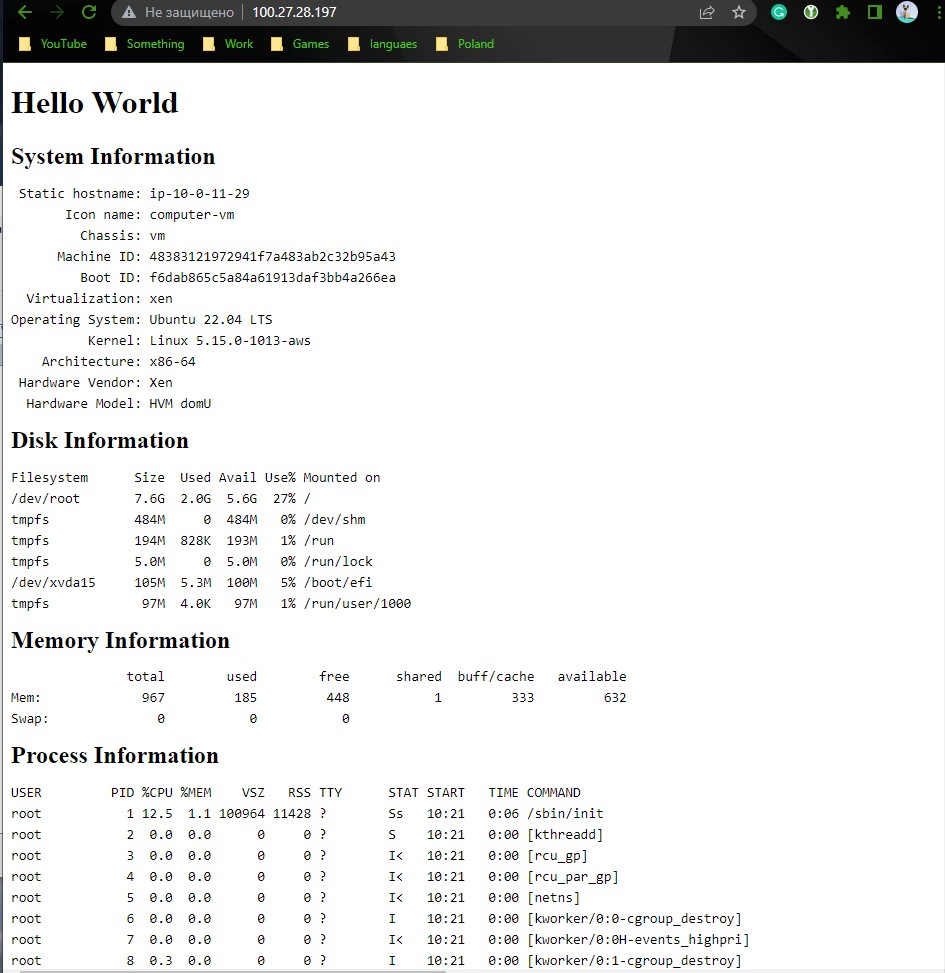 Не защищено 100.27.28.197
YouTube Something Work Games languaes Poland
Hello World
System Information
Static hostname: ip-10-0-11-29
Icon name: computer-vm
Chassis: vm
Machine ID: 48383121972941f7a483ab2c32b95a43
Boot ID: f6dab865c5a84a61913daf3bb4a266ea
Virtualization: xen
Operating System: Ubuntu 22.04 LTS
Kernel: Linux 5.15.0-1013-aws
Architecture: x86-64
Hardware Vendor: Xen
Hardware Model: HVM domU
Disk Information
Filesystem Size Used Avail Use% Mounted on
/dev/root 7.6G 2.0G 5.6G 27% /
tmpfs 484M 0 484M 0% /dev/shm
tmpfs 194M 828K 193M 1% /run
tmpfs 5.0M 0 5.0M 0% /run/lock
/dev/xvda15 105M 5.3M 100M 5% /boot/efi
tmpfs 97M 4.0K 97M 1% /run/user/1000
Memory Information
total used free shared buff/cache available
Mem: 967 185 448 1 333 632
Swap: 0 0 0
Process Information
USER PID %CPU %MEM VSZ RSS TTY STAT START TIME COMMAND
root 1 12.5 1.1 100964 11428 ? Ss 10:21 0:06 /sbin/init
root 2 0.0 0.0 0 0 ? S 10:21 0:00 [kthreadd]
root 3 0.0 0.0 0 0 ? I< 10:21 0:00 [rcu_gp]
root 4 0.0 0.0 0 0 ? I< 10:21 0:00 [rcu_par_gp]
root 5 0.0 0.0 0 0 ? I< 10:21 0:00 [netns]
root 6 0.0 0.0 0 0 ? I 10:21 0:00 [kworker/0:0-cgroup_destroy]
root 7 0.0 0.0 0 0 ? I< 10:21 0:00 [kworker/0:0H-events_highpri]
root 8 0.3 0.0 0 0 ? I 10:21 0:00 [kworker/0:1-cgroup_destroy]